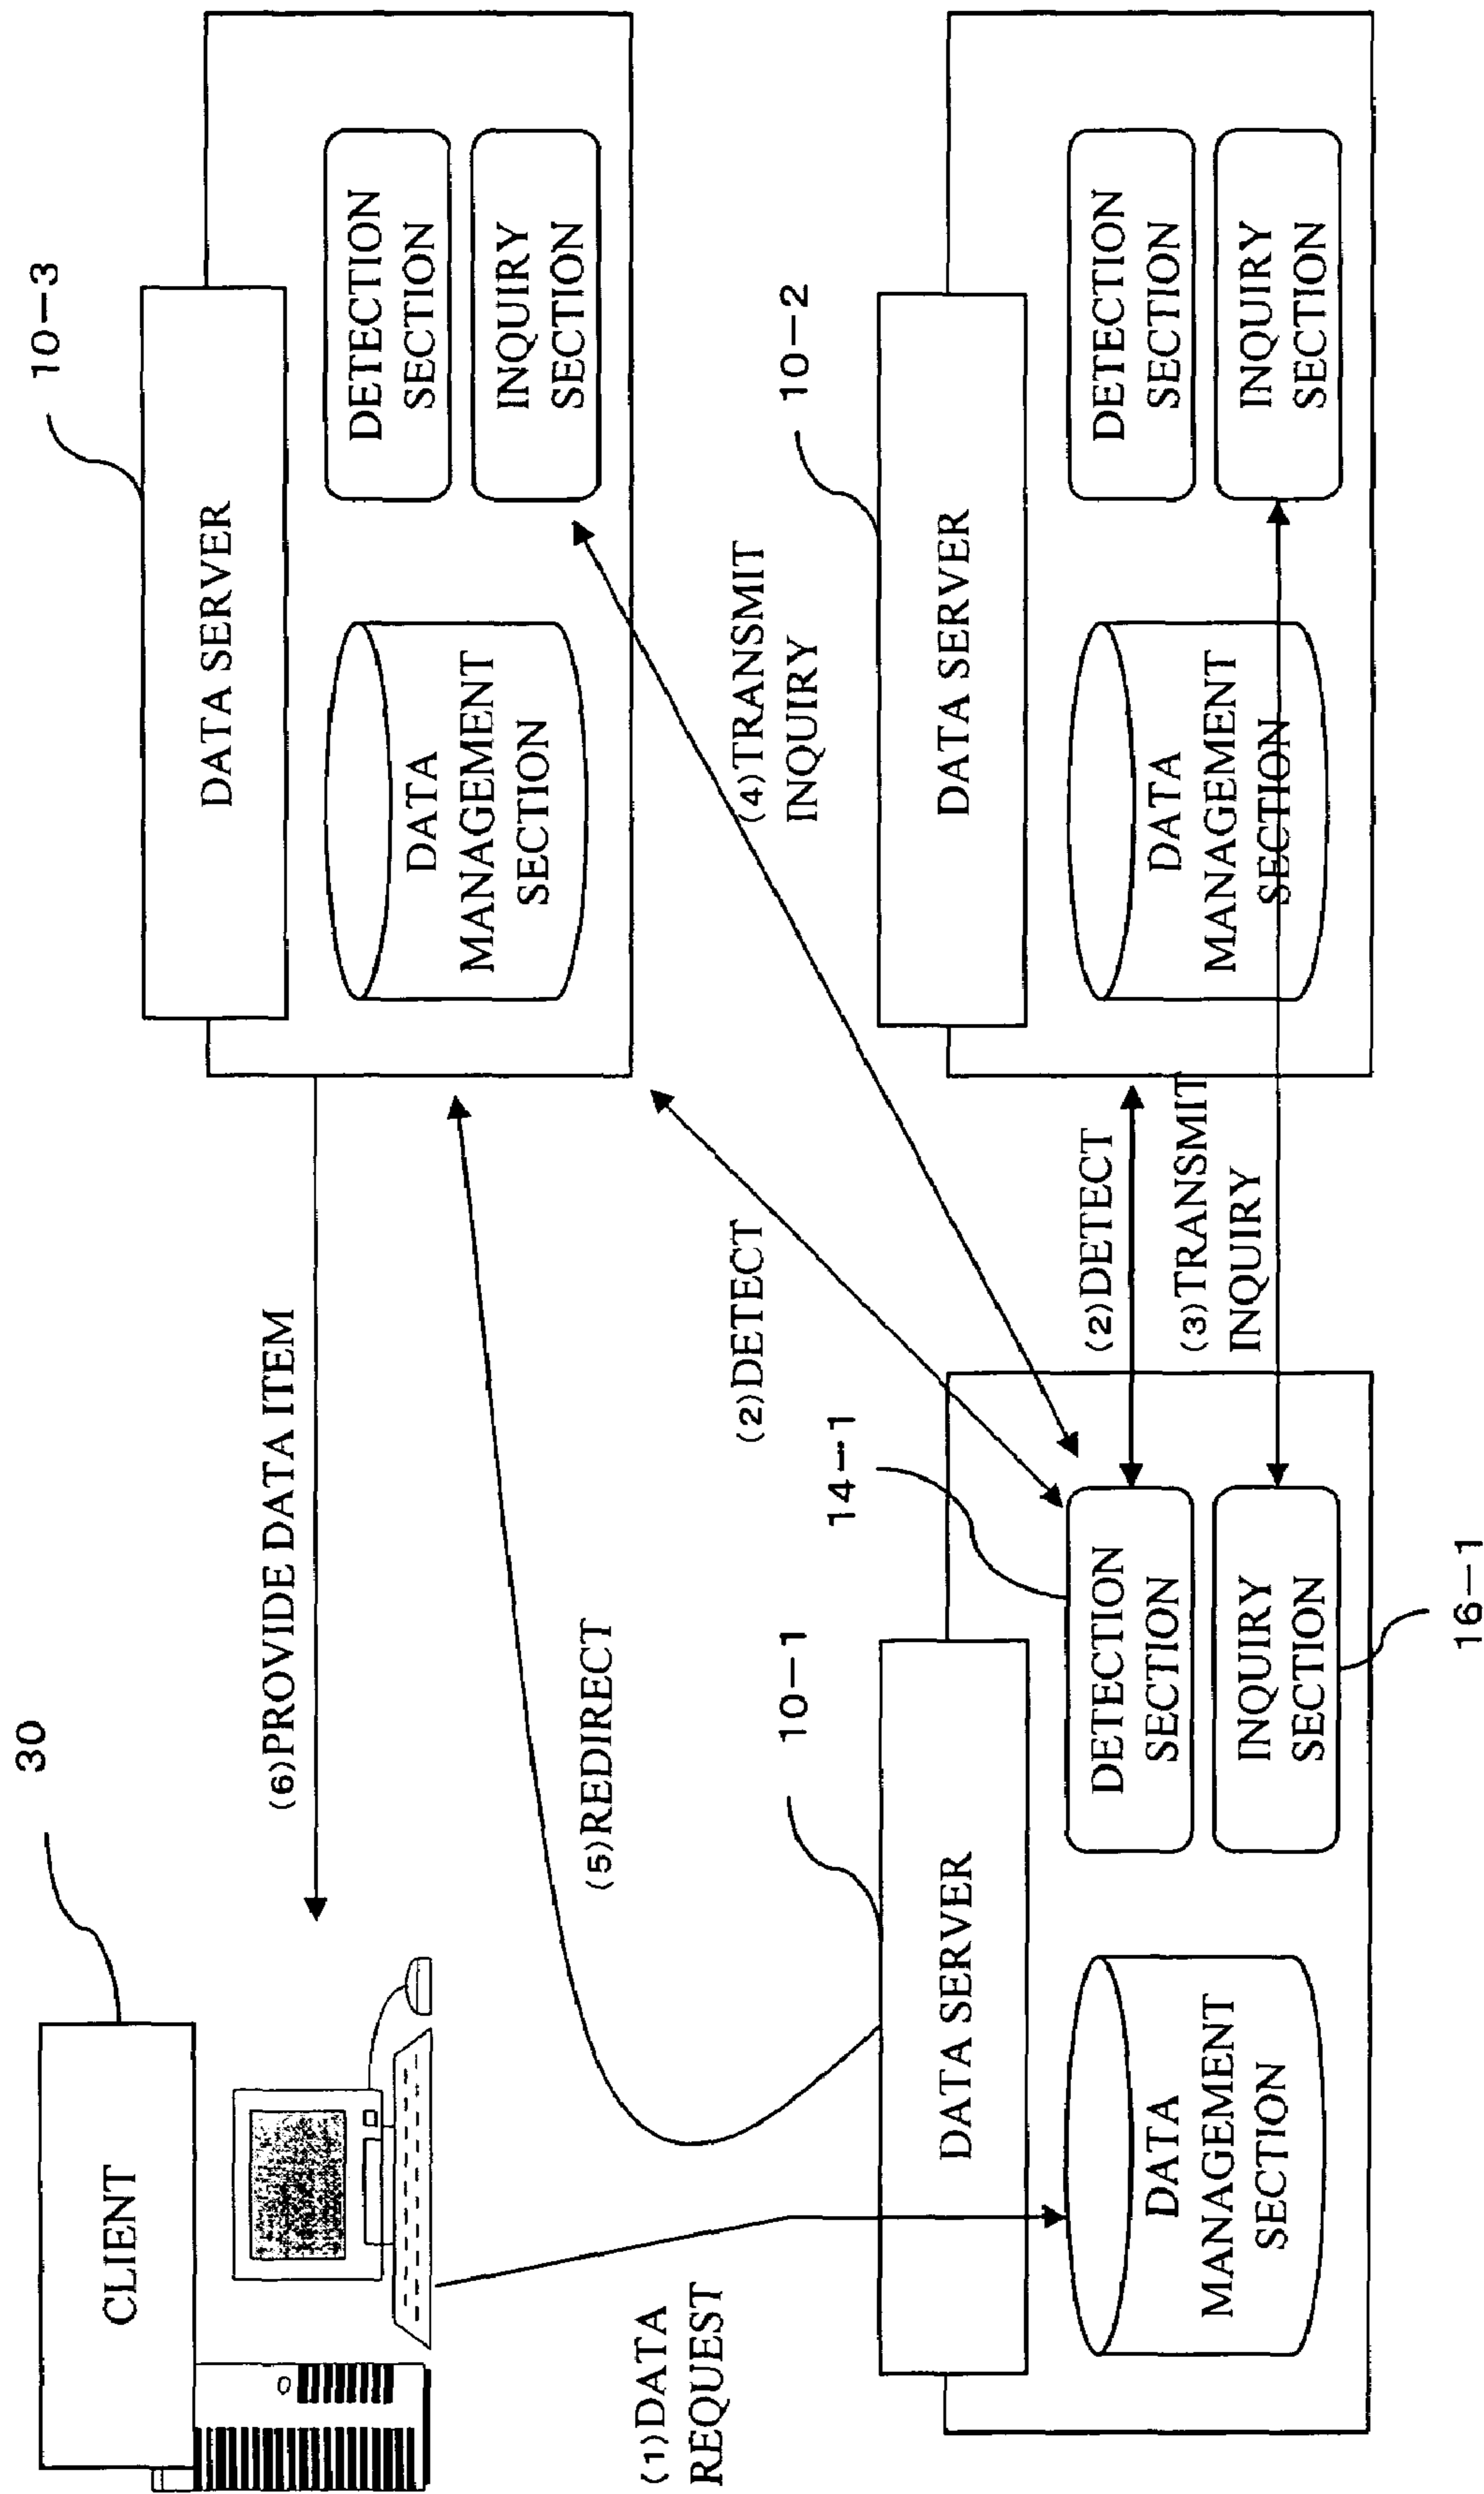 30
CLIENT
(1)DATA
REQUEST
(6)PROVIDE DATA ITEM
(5)REDIRECT
10-3
DATA SERVER
DATA
MANAGEMENT
SECTION
DETECTION
SECTION
INQUIRY
SECTION
(2)DETECT
(4)TRANSMIT
INQUIRY
10-1
DATA SERVER
DATA
MANAGEMENT
SECTION
14-1
DETECTION
SECTION
INQUIRY
SECTION
16-1
(2)DETECT
(3)TRANSMIT
INQUIRY
10-2
DATA SERVER
DATA
MANAGEMENT
SECTION
DETECTION
SECTION
INQUIRY
SECTION